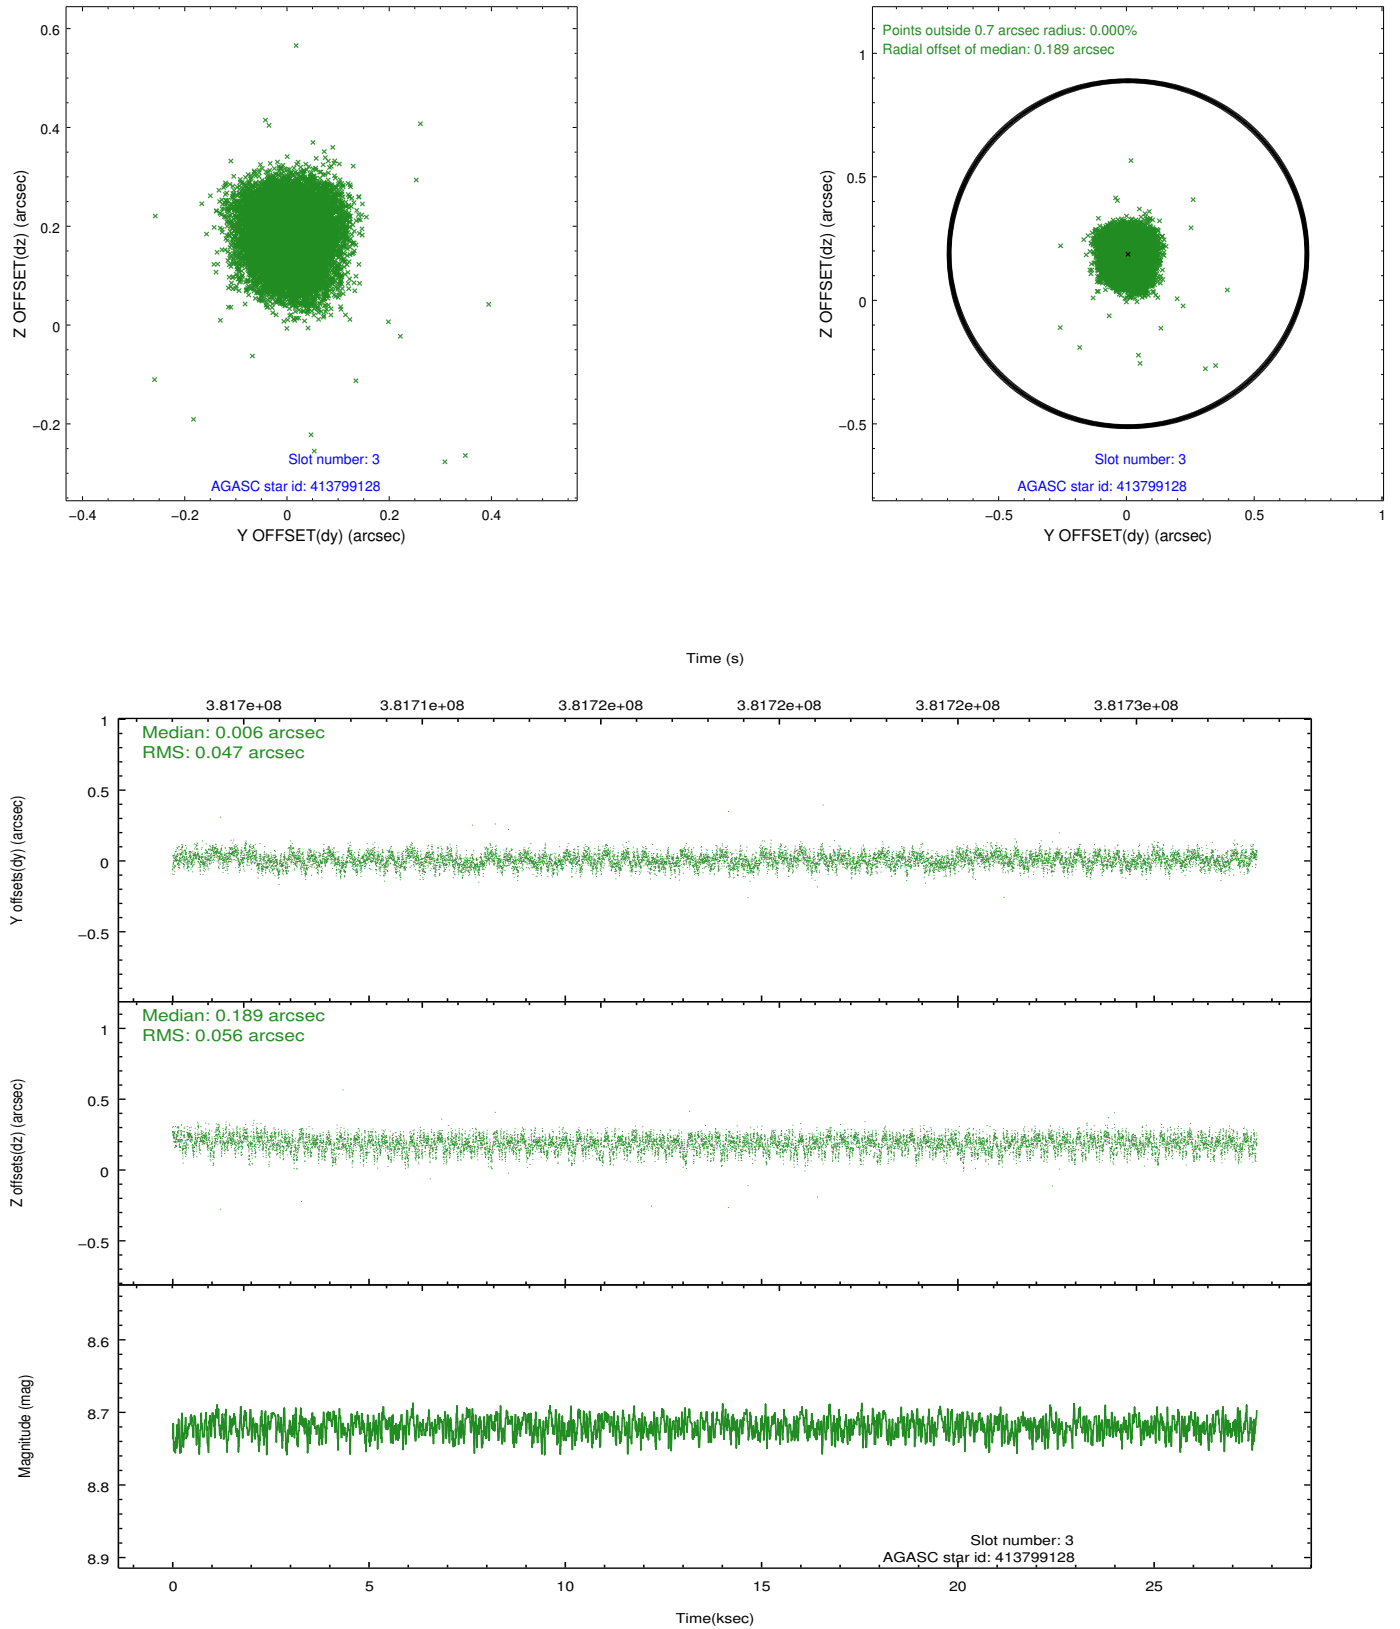 0.6
0.4
0.2
0
−0.2
Z OFFSET(dz) (arcsec)
Slot number: 3
AGASC star id: 413799128
−0.4 −0.2 0 0.2 0.4
Y OFFSET(dy) (arcsec)
Points outside 0.7 arcsec radius: 0.000%
Radial offset of median: 0.189 arcsec
1
0.5
0
−0.5
Z OFFSET(dz) (arcsec)
Slot number: 3
AGASC star id: 413799128
−0.5 0 0.5 1
Y OFFSET(dy) (arcsec)
Time (s)
3.817e+08 3.8171e+08 3.8172e+08 3.8172e+08 3.8172e+08 3.8173e+08
Median: 0.006 arcsec
RMS: 0.047 arcsec
1
0.5
0
−0.5
Y offsets(dy) (arcsec)
Median: 0.189 arcsec
RMS: 0.056 arcsec
1
0.5
0
−0.5
Z offsets(dz) (arcsec)
8.6
8.7
8.8
8.9
Magnitude (mag)
Slot number: 3
AGASC star id: 413799128
0 5 10 15 20 25
Time(ksec)